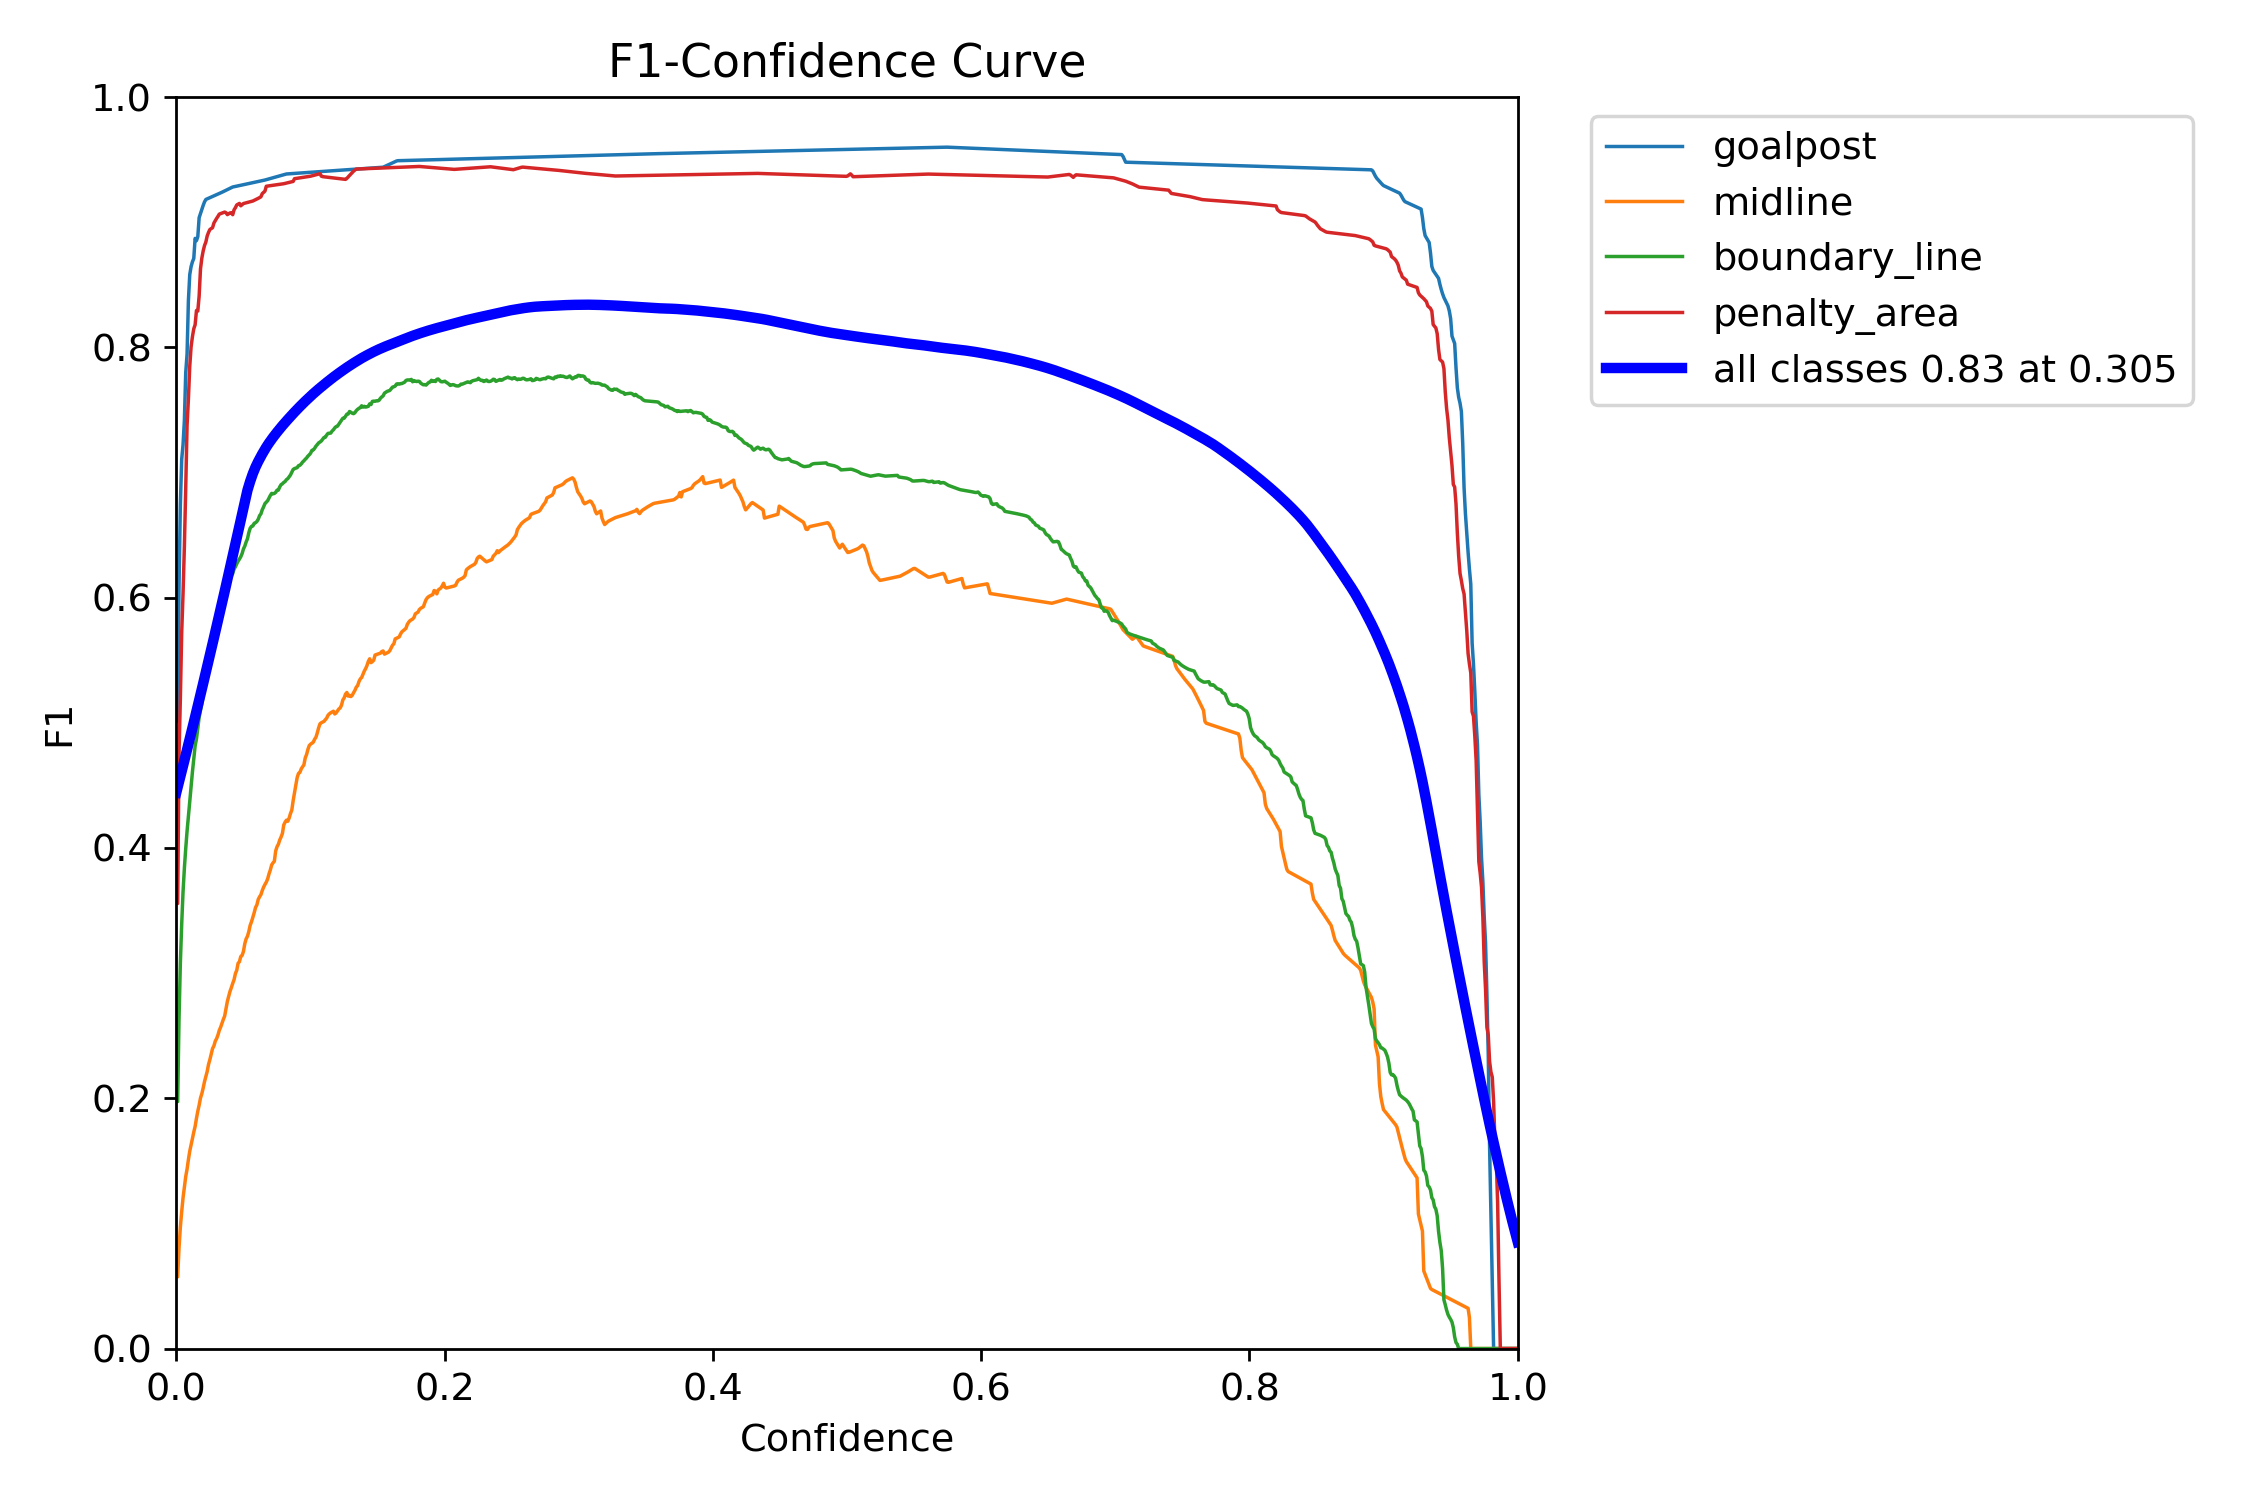 F1-Confidence Curve
1.0
0.8
0.6
0.4
0.2
0.0
F1
0.0 0.2 0.4 0.6 0.8 1.0
Confidence
goalpost
midline
boundary_line
penalty_area
all classes 0.83 at 0.305